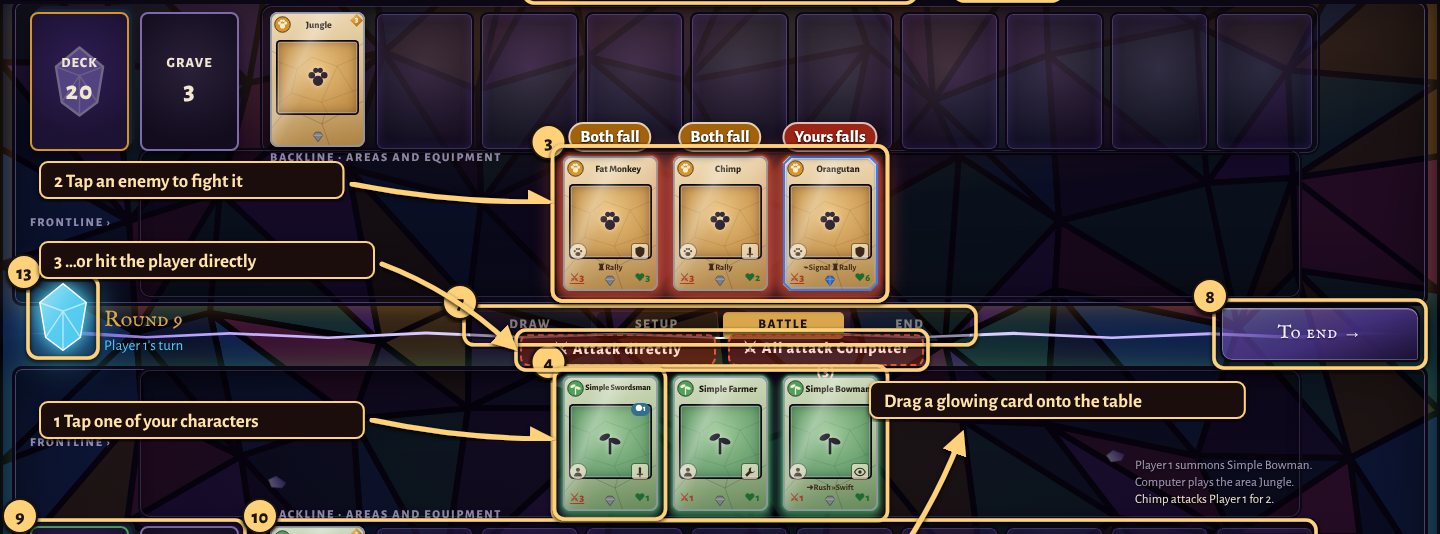 DECK
20
GRAVE
3
Jungle
3
BACKLINE · AREAS AND EQUIPMENT
Both fall
Both fall
Yours falls
3
2 Tap an enemy to fight it
Fat Monkey
Chimp
Orangutan
FRONTLINE ›
Rally
Rally
Signal Rally
3 3
3 2
3 6
3 ...or hit the player directly
13
Round 9
Player 1's turn
DRAW
SETUP
BATTLE
END
8
To end →
Attack directly
All attack Computer
(3)
4
Simple Swordsman
Simple Farmer
Simple Bowman
1
Drag a glowing card onto the table
1 Tap one of your characters
FRONTLINE ›
Rush Swift
3 1
1 1
1 1
Player 1 summons Simple Bowman.
Computer plays the area Jungle.
Chimp attacks Player 1 for 2.
9
10
BACKLINE · AREAS AND EQUIPMENT